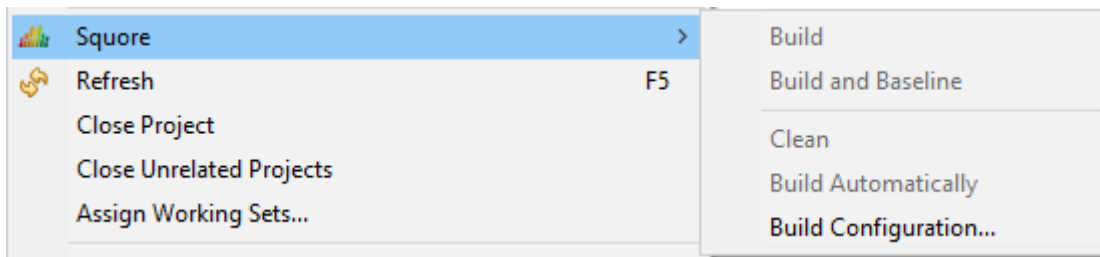 Squore >
Refresh F5
Close Project
Close Unrelated Projects
Assign Working Sets...
Build
Build and Baseline
Clean
Build Automatically
Build Configuration...